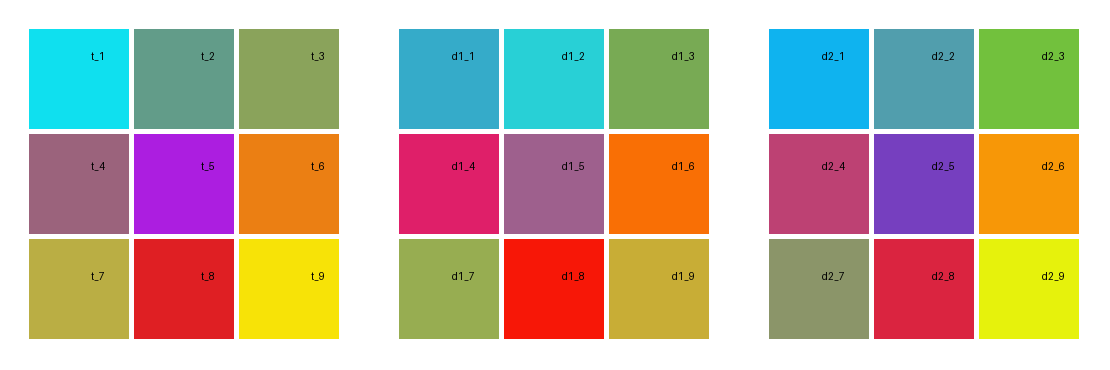 t_1 t_2 t_3 d1_1 d1_2 d1_3 d2_1 d2_2 d2_3
t_4 t_5 t_6 d1_4 d1_5 d1_6 d2_4 d2_5 d2_6
t_7 t_8 t_9 d1_7 d1_8 d1_9 d2_7 d2_8 d2_9